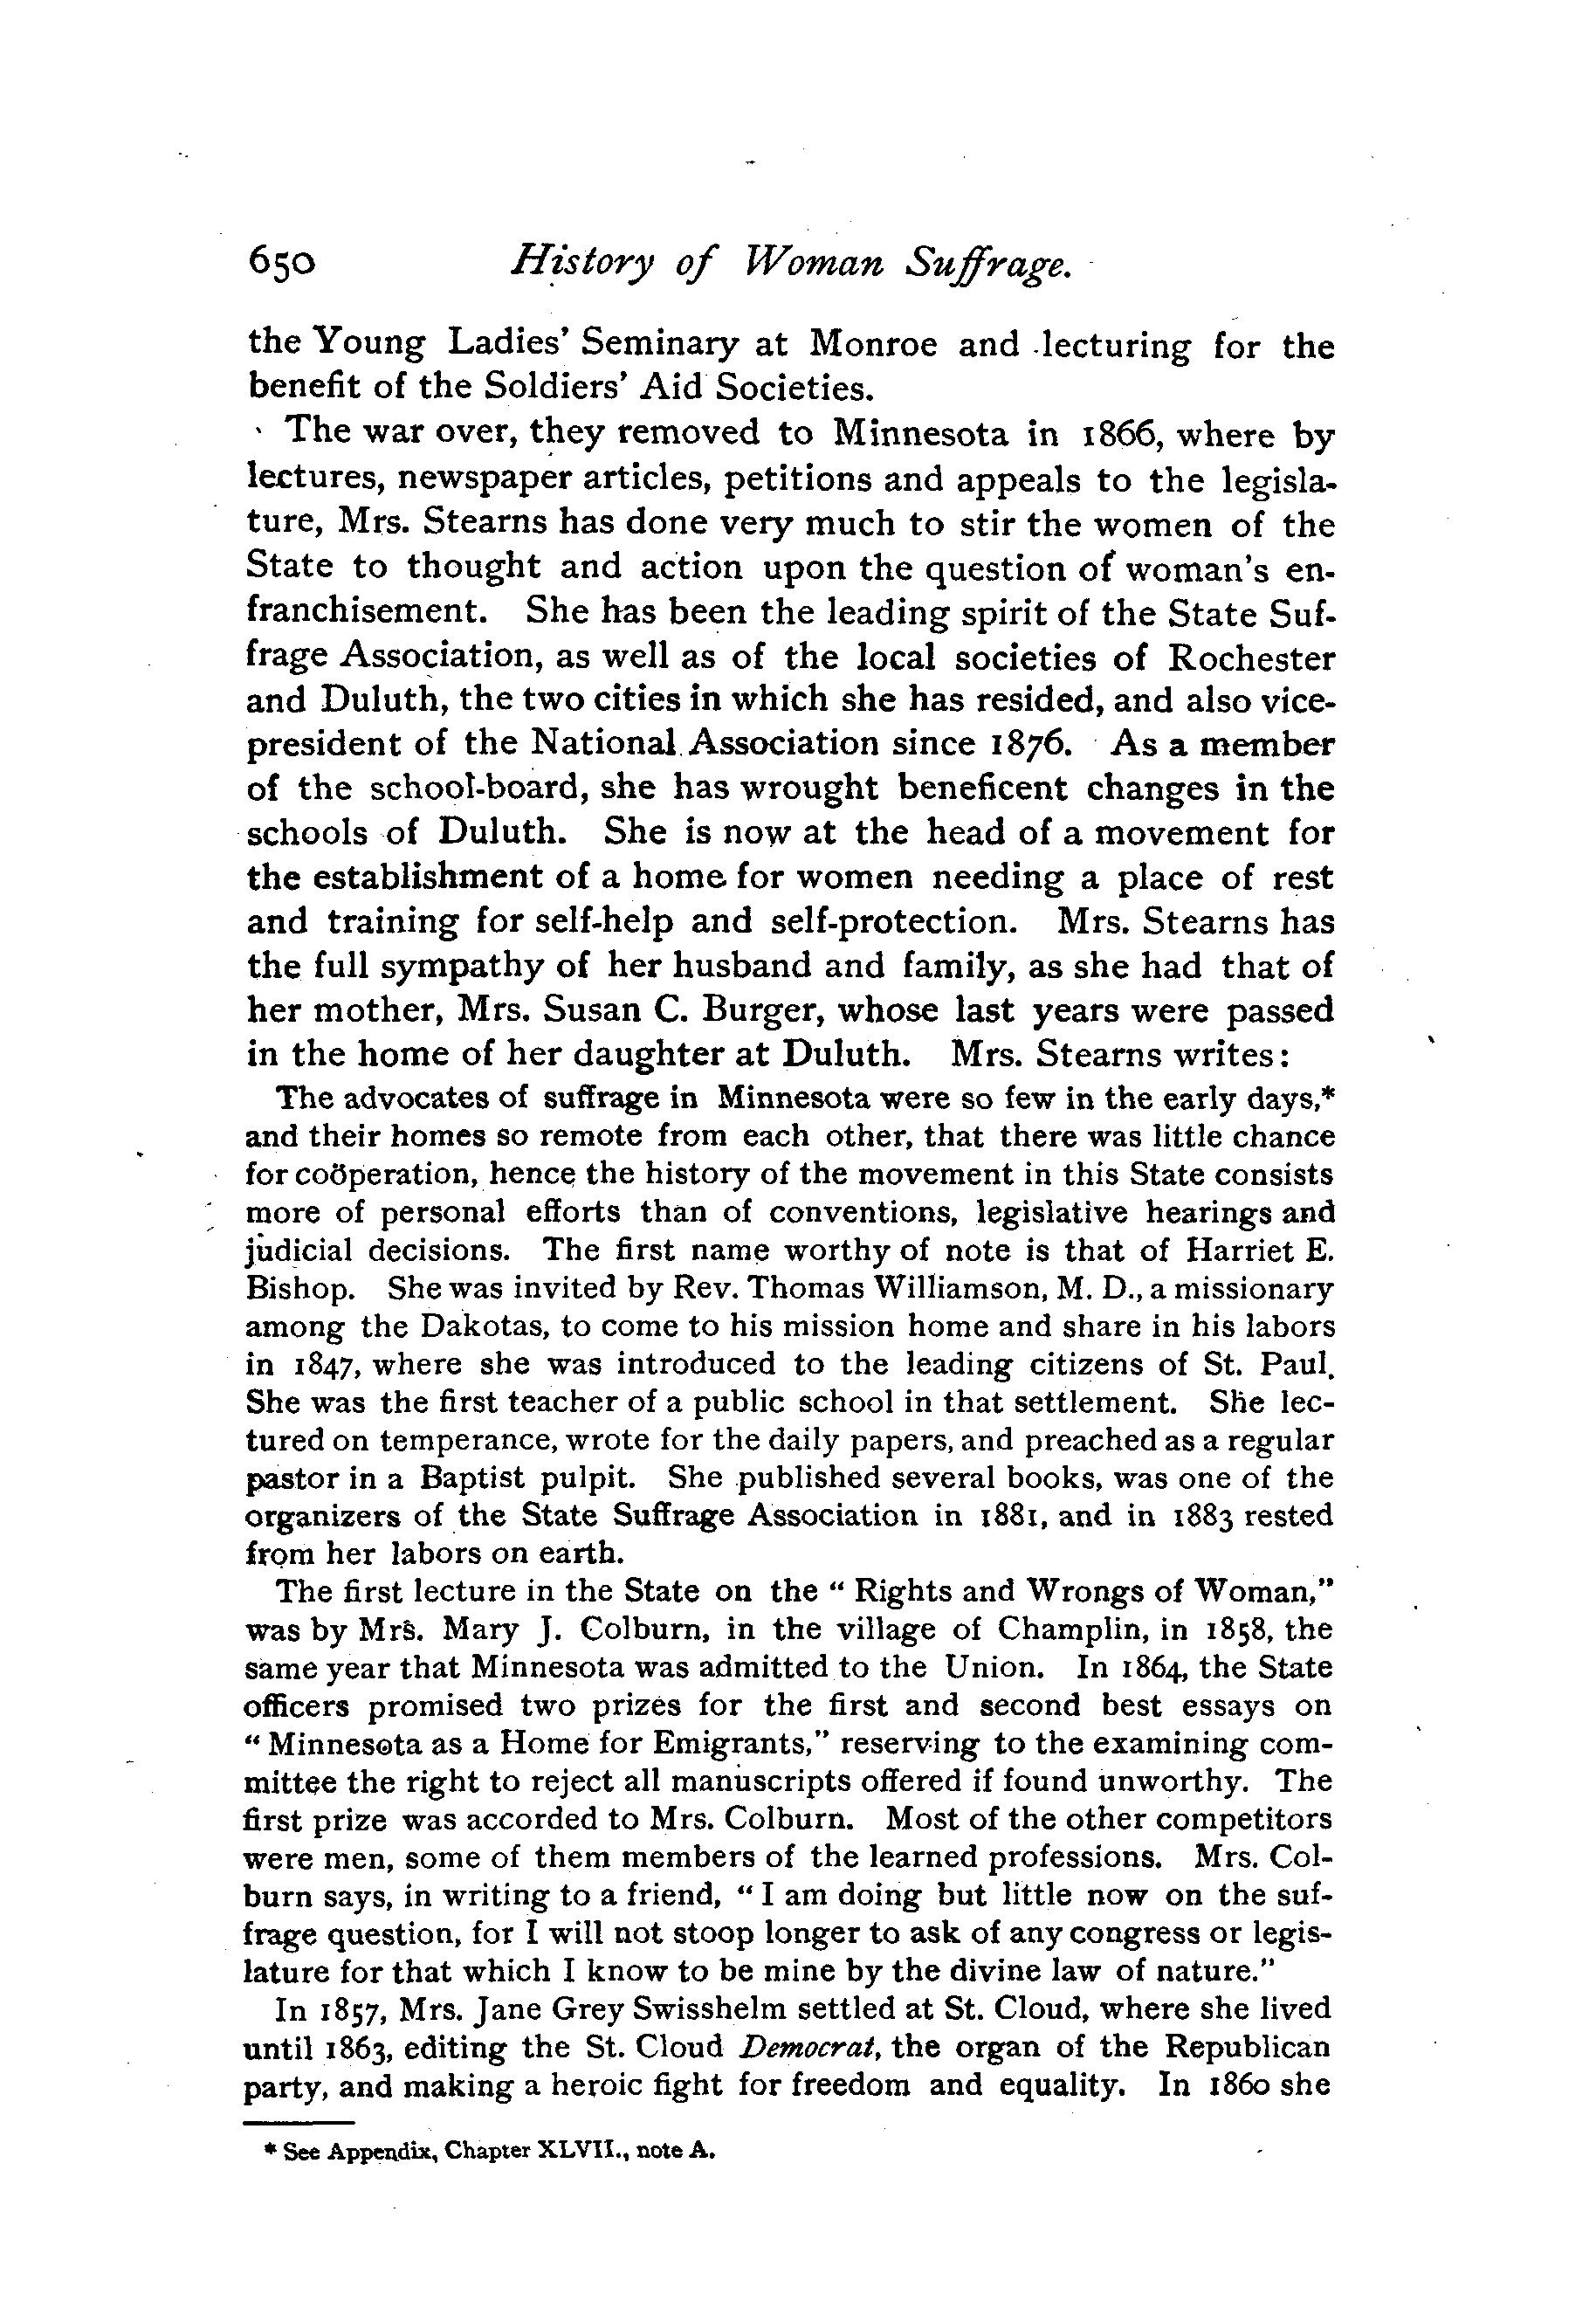 650 History of Woman Suffrage.
the Young Ladies' Seminary at Monroe and lecturing for the
benefit of the Soldiers' Aid Societies.
The war over, they removed to Minnesota in 1866, where by
lectures, newspaper articles, petitions and appeals to the legisla-
ture, Mrs. Stearns has done very much to stir the women of the
State to thought and action upon the question of woman's en-
franchisement. She has been the leading spirit of the State Suf-
frage Association, as well as of the local societies of Rochester
and Duluth, the two cities in which she has resided, and also vice-
president of the National Association since 1876. As a member
of the school-board, she has wrought beneficent changes in the
schools of Duluth. She is now at the head of a movement for
the establishment of a home for women needing a place of rest
and training for self-help and self-protection. Mrs. Stearns has
the full sympathy of her husband and family, as she had that of
her mother, Mrs. Susan C. Burger, whose last years were passed
in the home of her daughter at Duluth. Mrs. Stearns writes:
The advocates of suffrage in Minnesota were so few in the early days,*
and their homes so remote from each other, that there was little chance
for coöperation, hence the history of the movement in this State consists
more of personal efforts than of conventions, legislative hearings and
judicial decisions. The first name worthy of note is that of Harriet E.
Bishop. She was invited by Rev. Thomas Williamson, M. D., a missionary
among the Dakotas, to come to his mission home and share in his labors
in 1847, where she was introduced to the leading citizens of St. Paul.
She was the first teacher of a public school in that settlement. She lec-
tured on temperance, wrote for the daily papers, and preached as a regular
pastor in a Baptist pulpit. She published several books, was one of the
organizers of the State Suffrage Association in 1881, and in 1883 rested
from her labors on earth.
The first lecture in the State on the "Rights and Wrongs of Woman,"
was by Mrs. Mary J. Colburn, in the village of Champlin, in 1858, the
same year that Minnesota was admitted to the Union. In 1864, the State
officers promised two prizes for the first and second best essays on
"Minnesota as a Home for Emigrants," reserving to the examining com-
mittee the right to reject all manuscripts offered if found unworthy. The
first prize was accorded to Mrs. Colburn. Most of the other competitors
were men, some of them members of the learned professions. Mrs. Col-
burn says, in writing to a friend, "I am doing but little now on the suf-
frage question, for I will not stoop longer to ask of any congress or legis-
lature for that which I know to be mine by the divine law of nature."
In 1857, Mrs. Jane Grey Swisshelm settled at St. Cloud, where she lived
until 1863, editing the St. Cloud Democrat, the organ of the Republican
party, and making a heroic fight for freedom and equality. In 1860 she
* See Appendix, Chapter XLVII., note A.